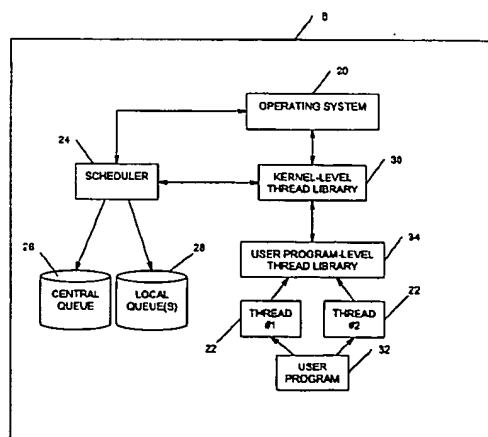 8
20
OPERATING SYSTEM
24
SCHEDULER
30
KERNEL-LEVEL
THREAD LIBRARY
34
USER PROGRAM-LEVEL
THREAD LIBRARY
26
28
CENTRAL
QUEUE
LOCAL
QUEUE(S)
22
THREAD
#1
THREAD
#2
22
USER
PROGRAM
32